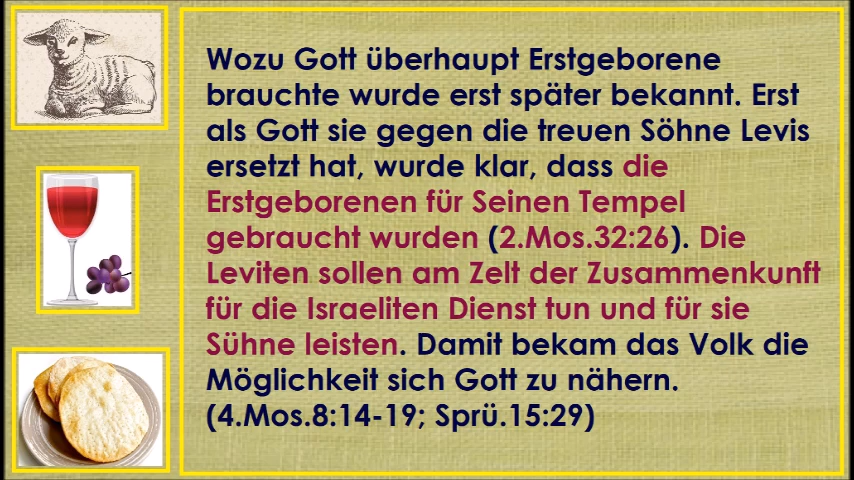 Wozu Gott überhaupt Erstgeborene
brauchte wurde erst später bekannt. Erst
als Gott sie gegen die treuen Söhne Levis
ersetzt hat, wurde klar, dass die
Erstgeborenen für Seinen Tempel
gebraucht wurden (2.Mos.32:26). Die
Leviten sollen am Zelt der Zusammenkunft
für die Israeliten Dienst tun und für sie
Sühne leisten. Damit bekam das Volk die
Möglichkeit sich Gott zu nähern.
(4.Mos.8:14-19; Sprü.15:29)